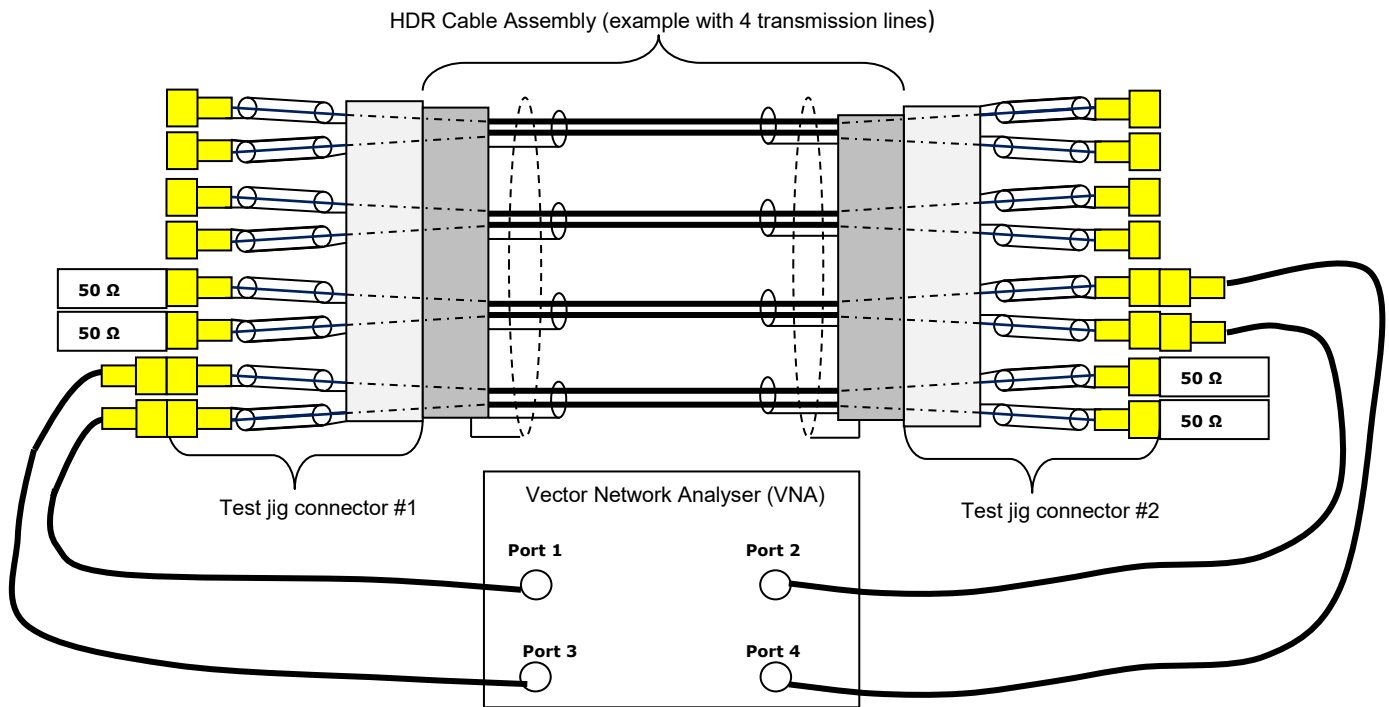 HDR Cable Assembly (example with 4 transmission lines)
50 Ω
50 Ω
50 Ω
50 Ω
Test jig connector #1
Vector Network Analyser (VNA)
Test jig connector #2
Port 1
Port 2
Port 3
Port 4